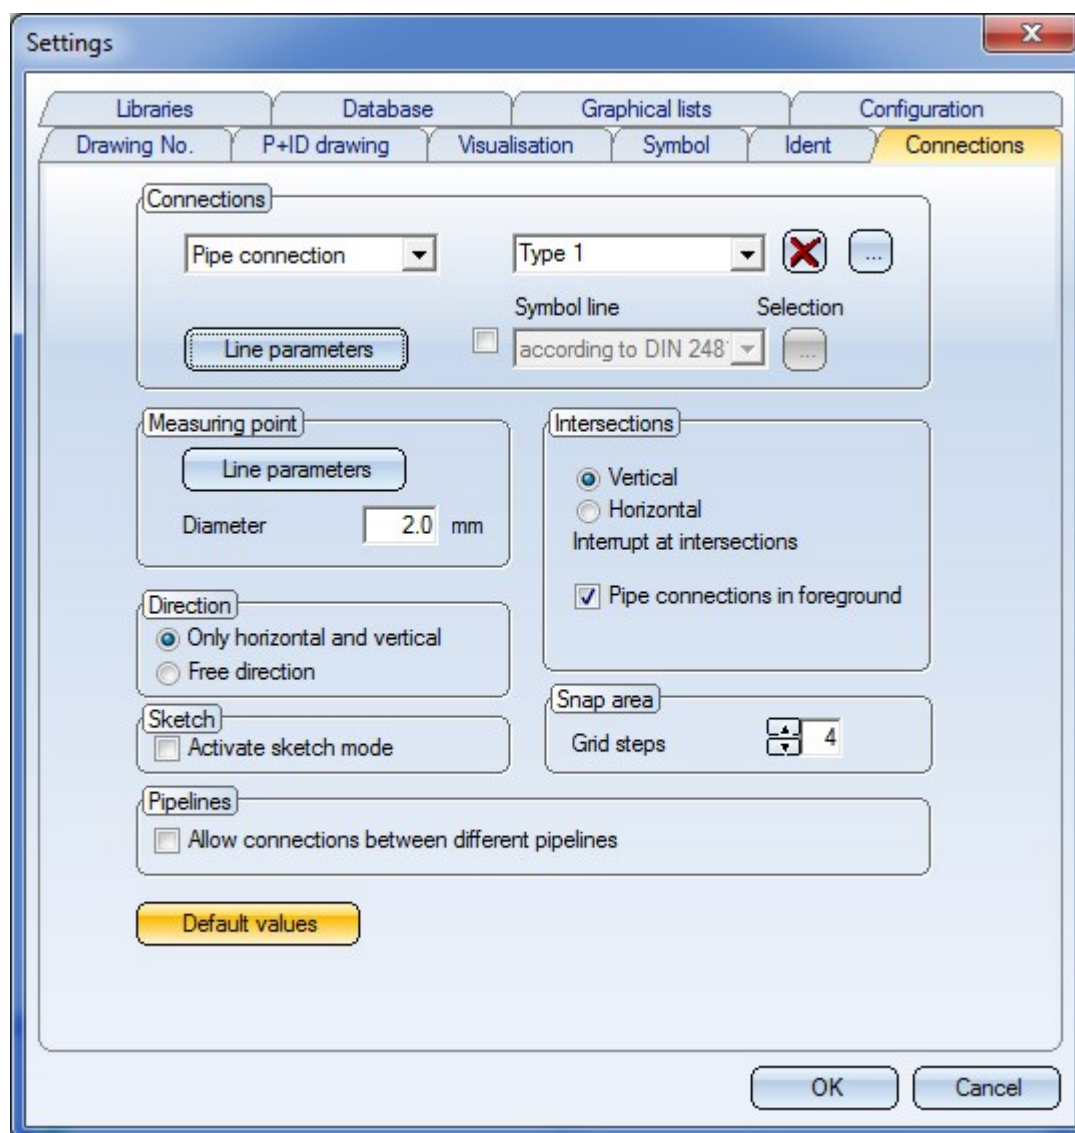 Settings
X
Libraries Database Graphical lists Configuration
Drawing No. P+ID drawing Visualisation Symbol Ident Connections
Connections
Pipe connection Type 1 X ...
Symbol line Selection
Line parameters according to DIN 248 ...
Measuring point
Line parameters
Diameter 2.0 mm
Intersections
Vertical
Horizontal
Interrupt at intersections
Pipe connections in foreground
Direction
Only horizontal and vertical
Free direction
Snap area
Grid steps 4
Sketch
Activate sketch mode
Pipelines
Allow connections between different pipelines
Default values
OK Cancel